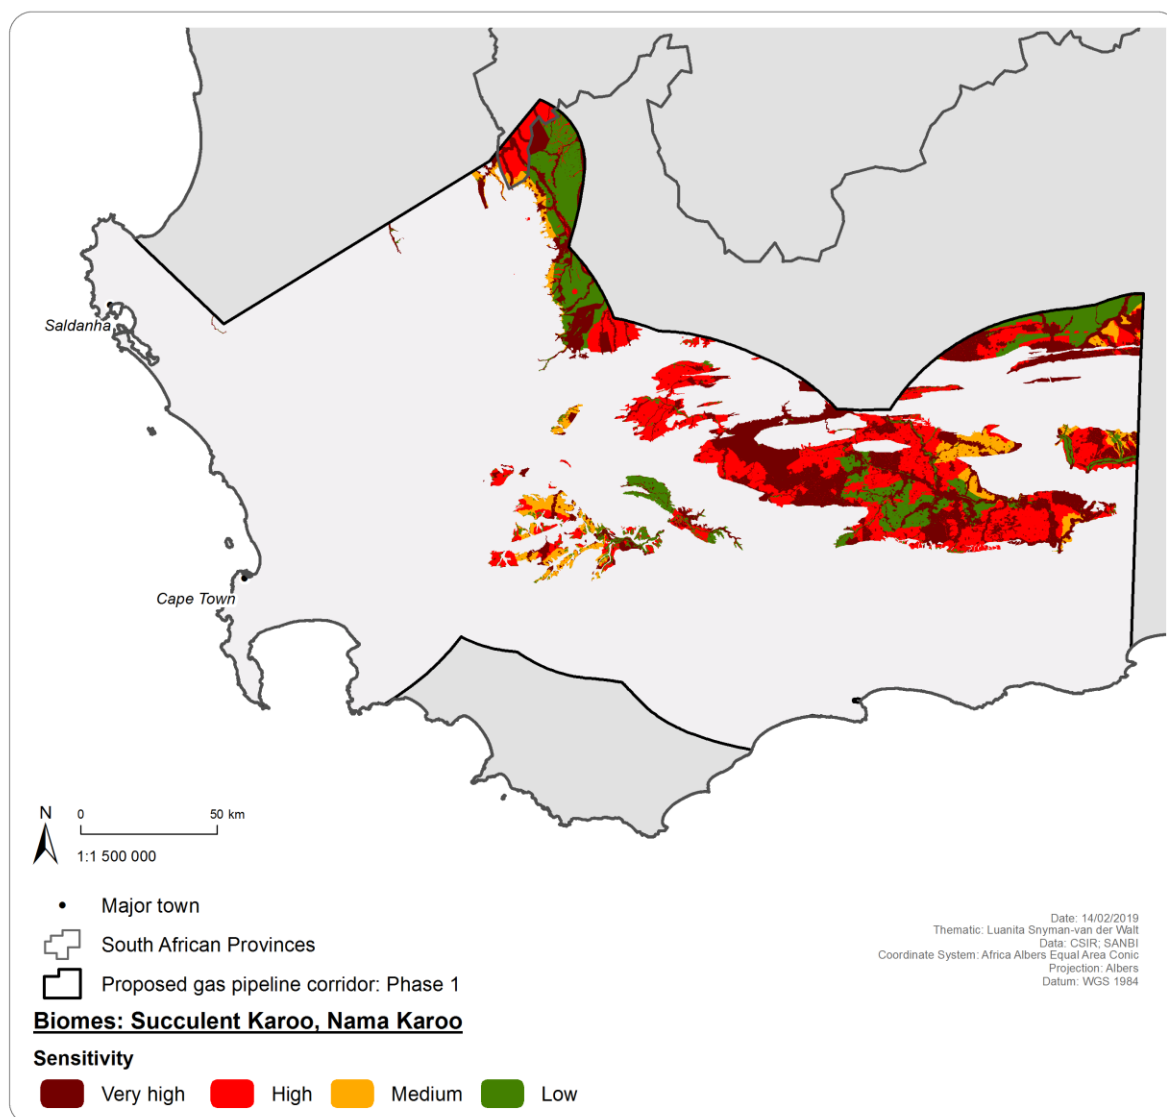 Saldanha
Cape Town
N
0 50 km
1:1 500 000
Major town
South African Provinces
Proposed gas pipeline corridor: Phase 1
Date: 14/02/2019
Thematic: Luanita Snyman-van der Walt
Data: CSIR; SANBI
Coordinate System: Africa Albers Equal Area Conic
Projection: Albers
Datum: WGS 1984
Biomes: Succulent Karoo, Nama Karoo
Sensitivity
Very high High Medium Low